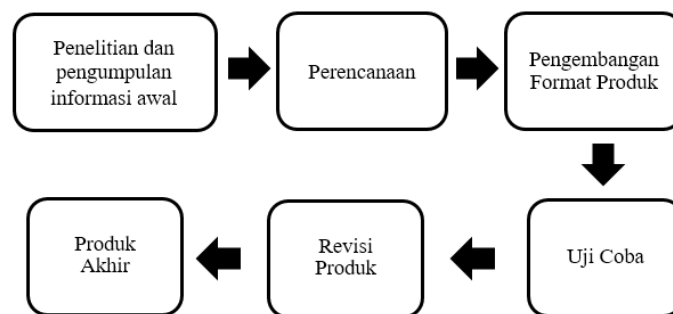 Penelitian dan
pengumpulan
informasi awal
Perencanaan
Pengembangan
Format Produk
Uji Coba
Revisi
Produk
Produk
Akhir